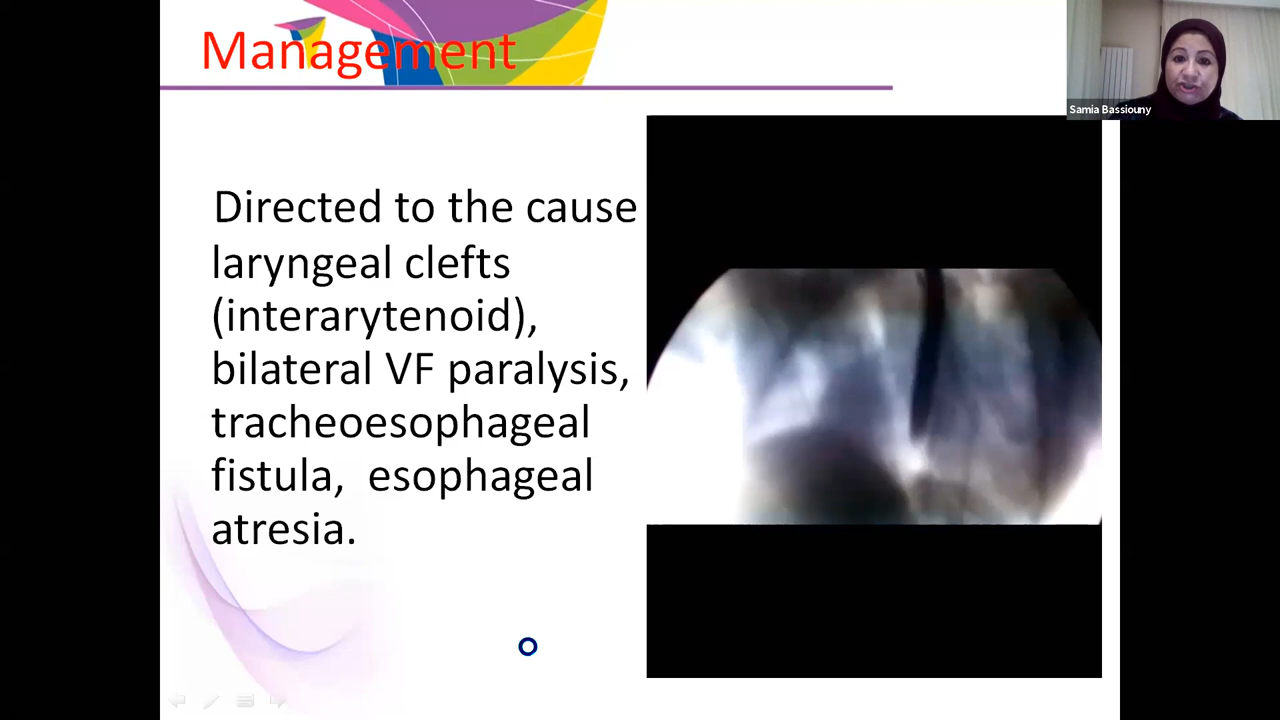 Management
Samia Bassiouny
Directed to the cause
laryngeal clefts
(interarytenoid),
bilateral VF paralysis,
tracheoesophageal
fistula,  esophageal
atresia.